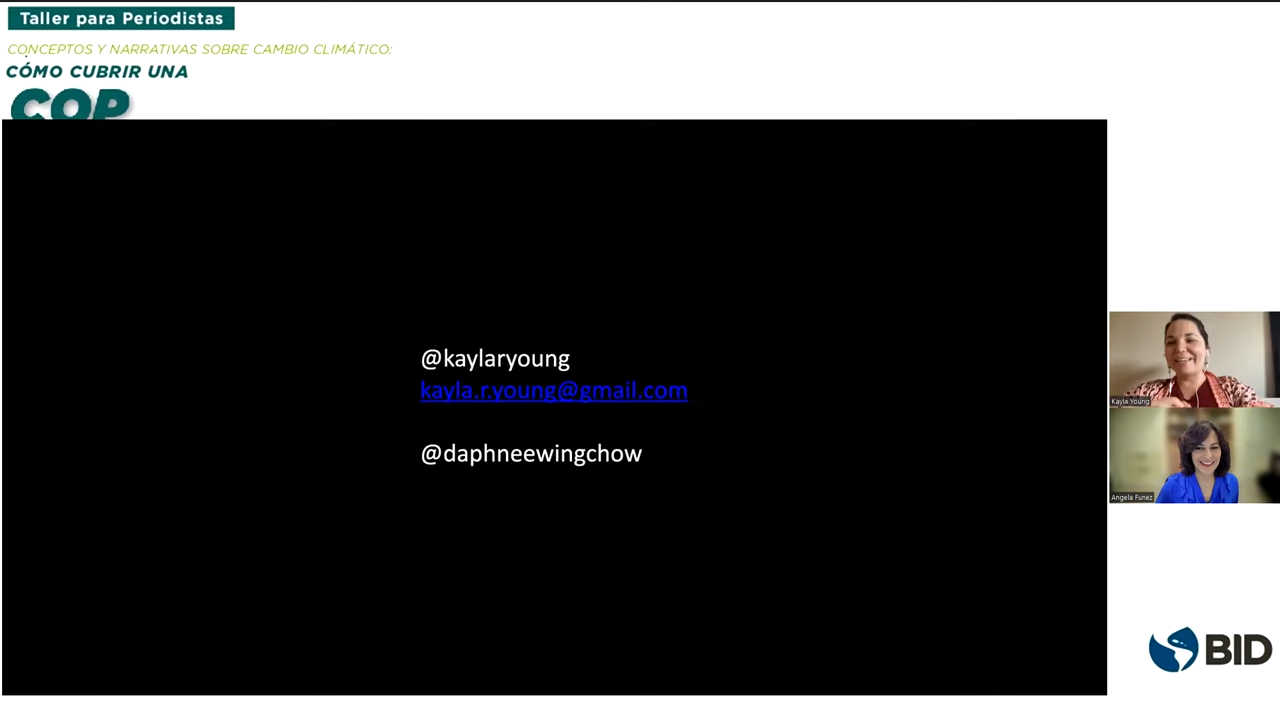 Taller para Periodistas
CONCEPTOS Y NARRATIVAS SOBRE CAMBIO CLIMÁTICO:
CÓMO CUBRIR UNA
COP
@kaylaryoung
kayla.r.young@gmail.com
@daphneewingchow
Kayla Young
Angela Funez
BID